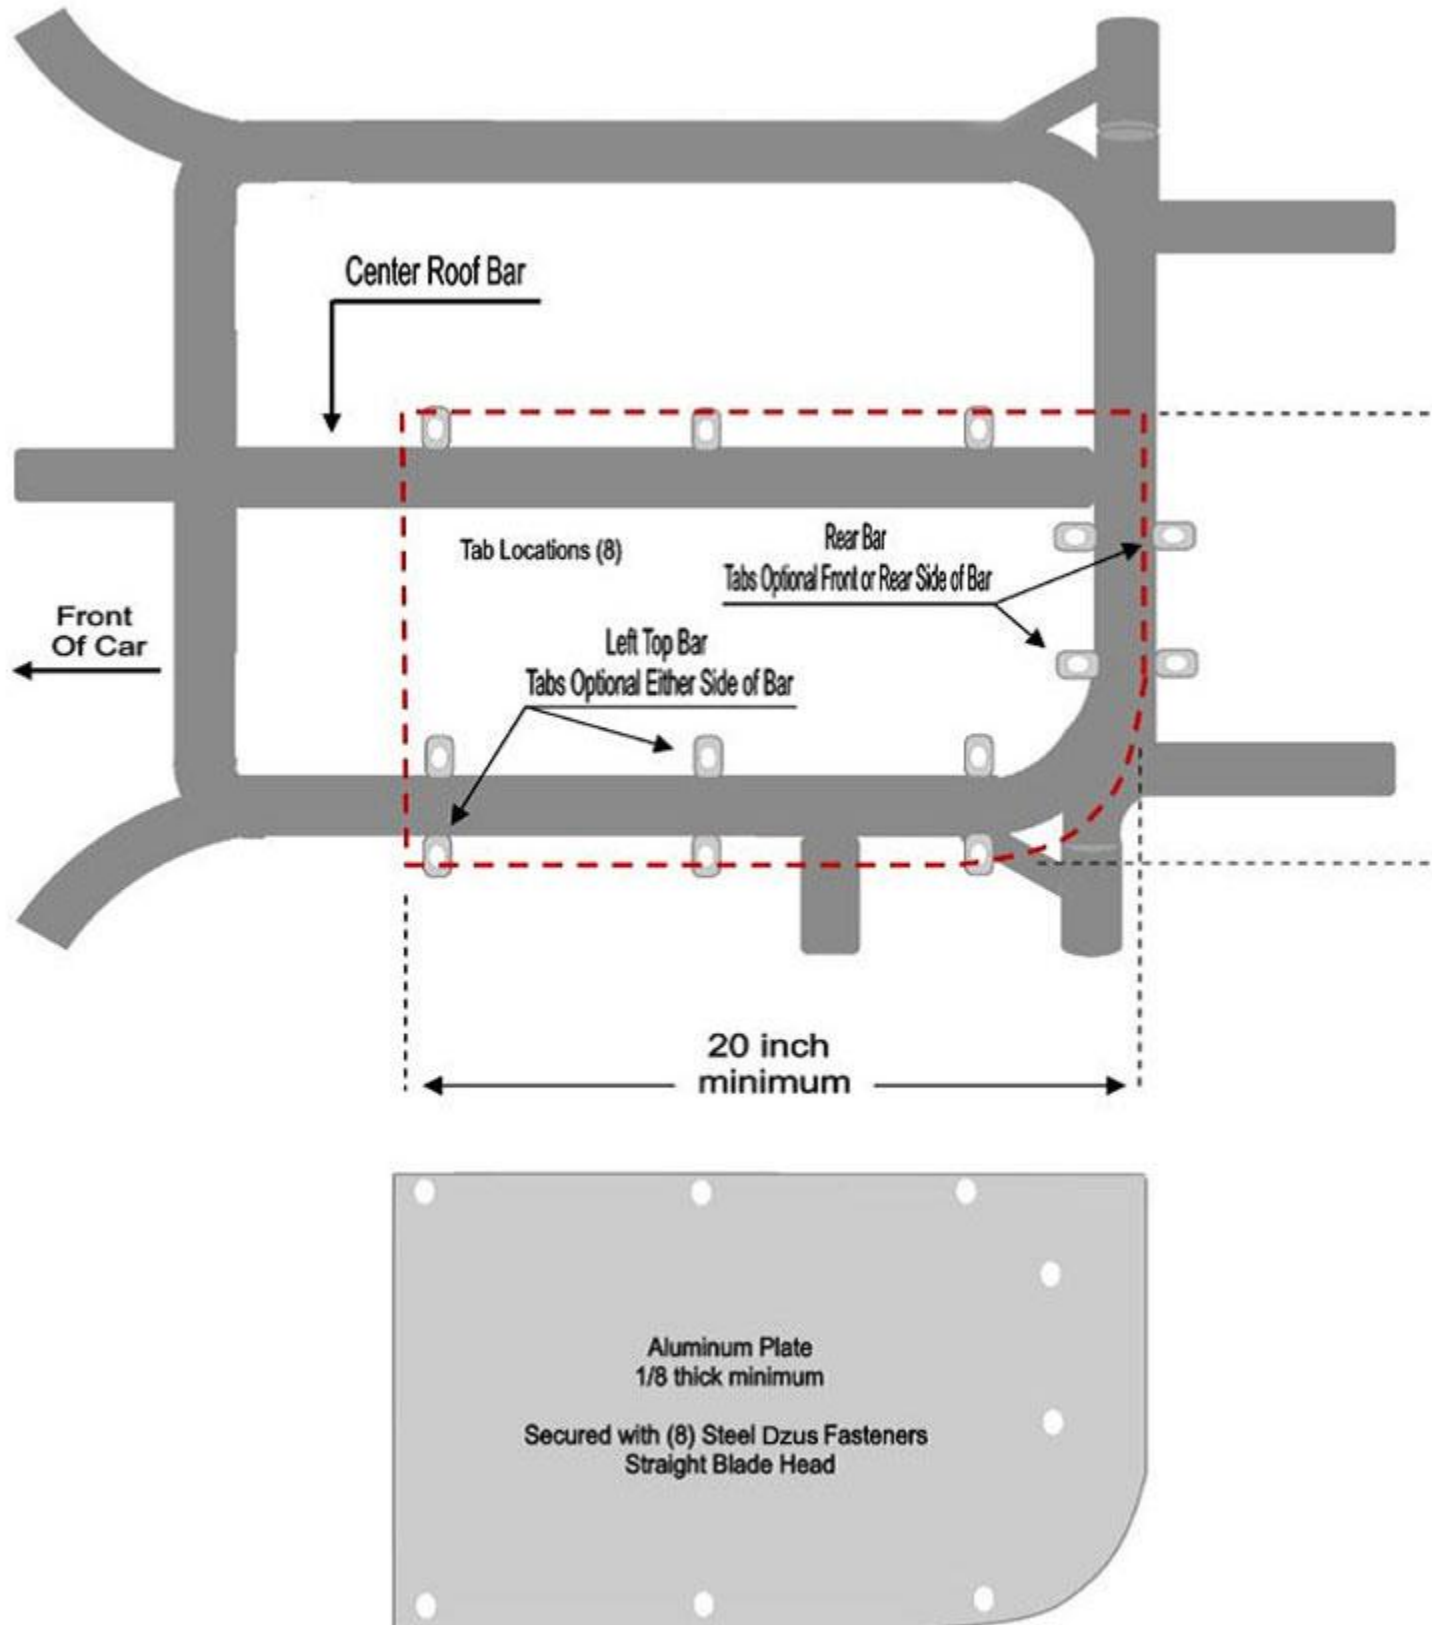 Center Roof Bar
Tab Locations (8)
Rear Bar
Tabs Optional Front or Rear Side of Bar
Front
Of Car
Left Top Bar
Tabs Optional Either Side of Bar
20 inch
minimum
Aluminum Plate
1/8 thick minimum
Secured with (8) Steel Dzus Fasteners
Straight Blade Head